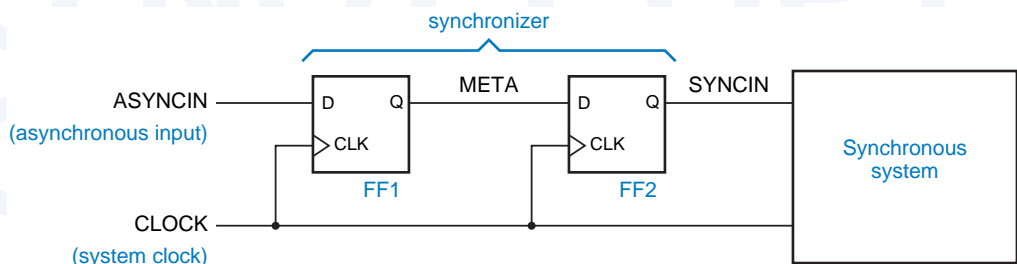 synchronizer
ASYNCIN
(asynchronous input)
D
Q
CLK
FF1
META
D
Q
CLK
FF2
SYNCIN
Synchronous
system
CLOCK
(system clock)